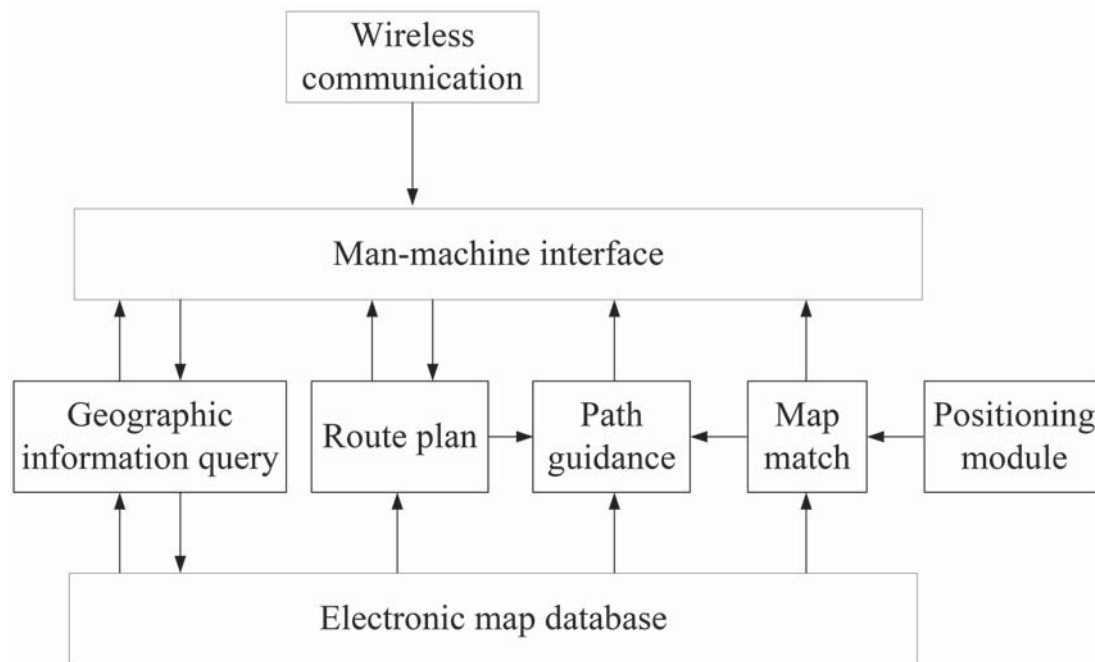 Wireless
communication
Man-machine interface
Geographic
information query
Route plan
Path
guidance
Map
match
Positioning
module
Electronic map database